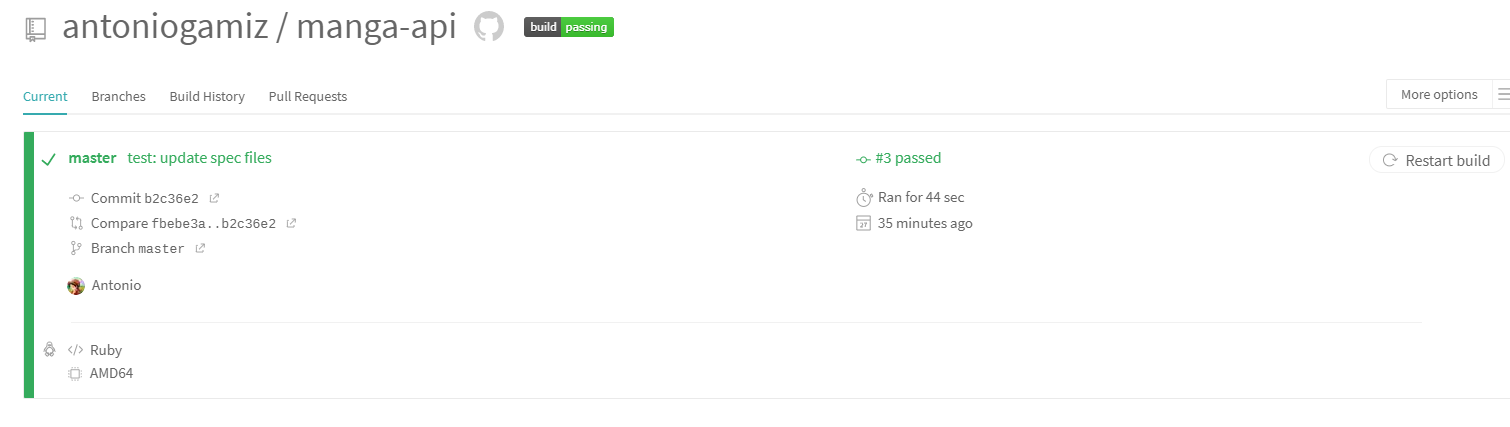 antoniogamiz / manga-api
build passing
Current Branches Build History Pull Requests
More options
master test: update spec files
#3 passed
Restart build
Commit b2c36e2
Ran for 44 sec
Compare fbebe3a..b2c36e2
35 minutes ago
Branch master
Antonio
Ruby
AMD64